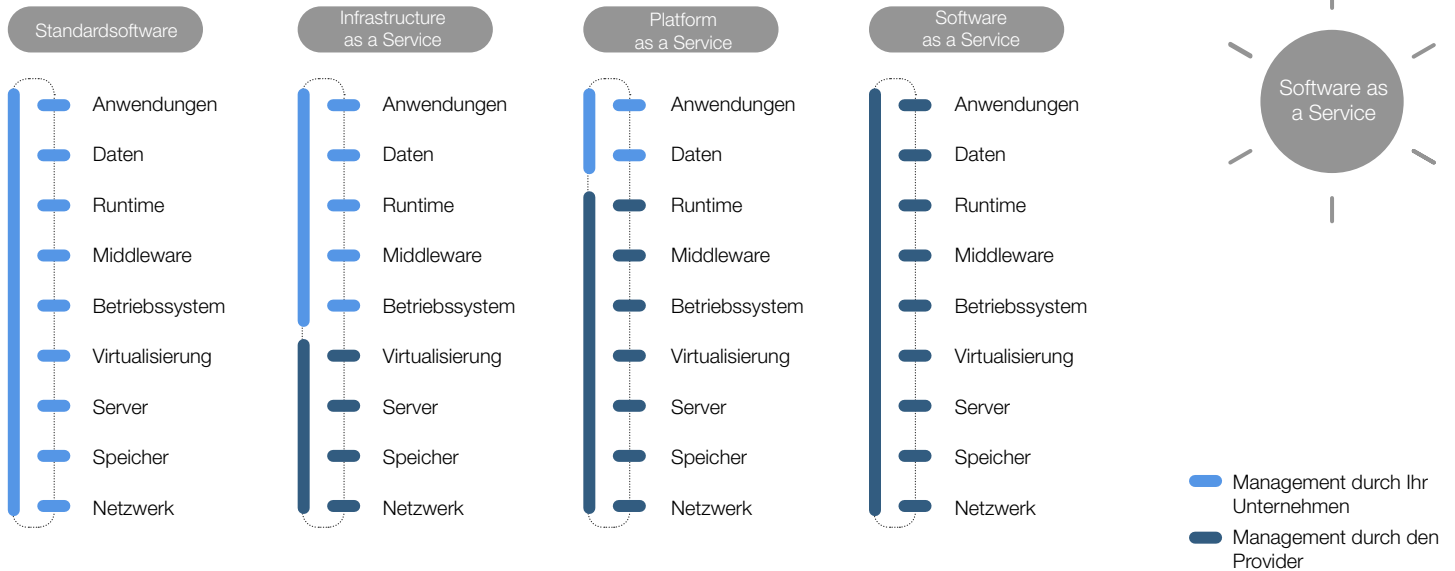 Standardsoftware
Infrastructure
as a Service
Platform
as a Service
Software
as a Service
Anwendungen
Daten
Runtime
Middleware
Betriebssystem
Virtualisierung
Server
Speicher
Netzwerk
Anwendungen
Daten
Runtime
Middleware
Betriebssystem
Virtualisierung
Server
Speicher
Netzwerk
Anwendungen
Daten
Runtime
Middleware
Betriebssystem
Virtualisierung
Server
Speicher
Netzwerk
Anwendungen
Daten
Runtime
Middleware
Betriebssystem
Virtualisierung
Server
Speicher
Netzwerk
Software as
a Service
Management durch Ihr
Unternehmen
Management durch den
Provider